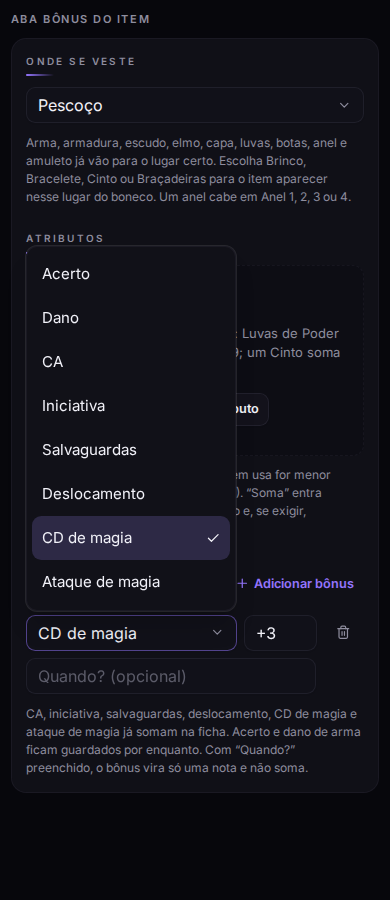 ABA BÔNUS DO ITEM
ONDE SE VESTE
Pescoço
Arma, armadura, escudo, elmo, capa, luvas, botas, anel e
amuleto já vão para o lugar certo. Escolha Brinco,
Bracelete, Cinto ou Braçadeiras para o item aparecer
nesse lugar do boneco. Um anel cabe em Anel 1, 2, 3 ou 4.
ATRIBUTOS
Acerto
Dano
CA
Iniciativa
Salvaguardas
Deslocamento
CD de magia
Ataque de magia
Luvas de Poder
; um Cinto soma
em usa for menor
). “Soma” entra
o e, se exigir,
+ Adicionar bônus
CD de magia
+3
Quando? (opcional)
CA, iniciativa, salvaguardas, deslocamento, CD de magia e
ataque de magia já somam na ficha. Acerto e dano de arma
ficam guardados por enquanto. Com “Quando?”
preenchido, o bônus vira só uma nota e não soma.